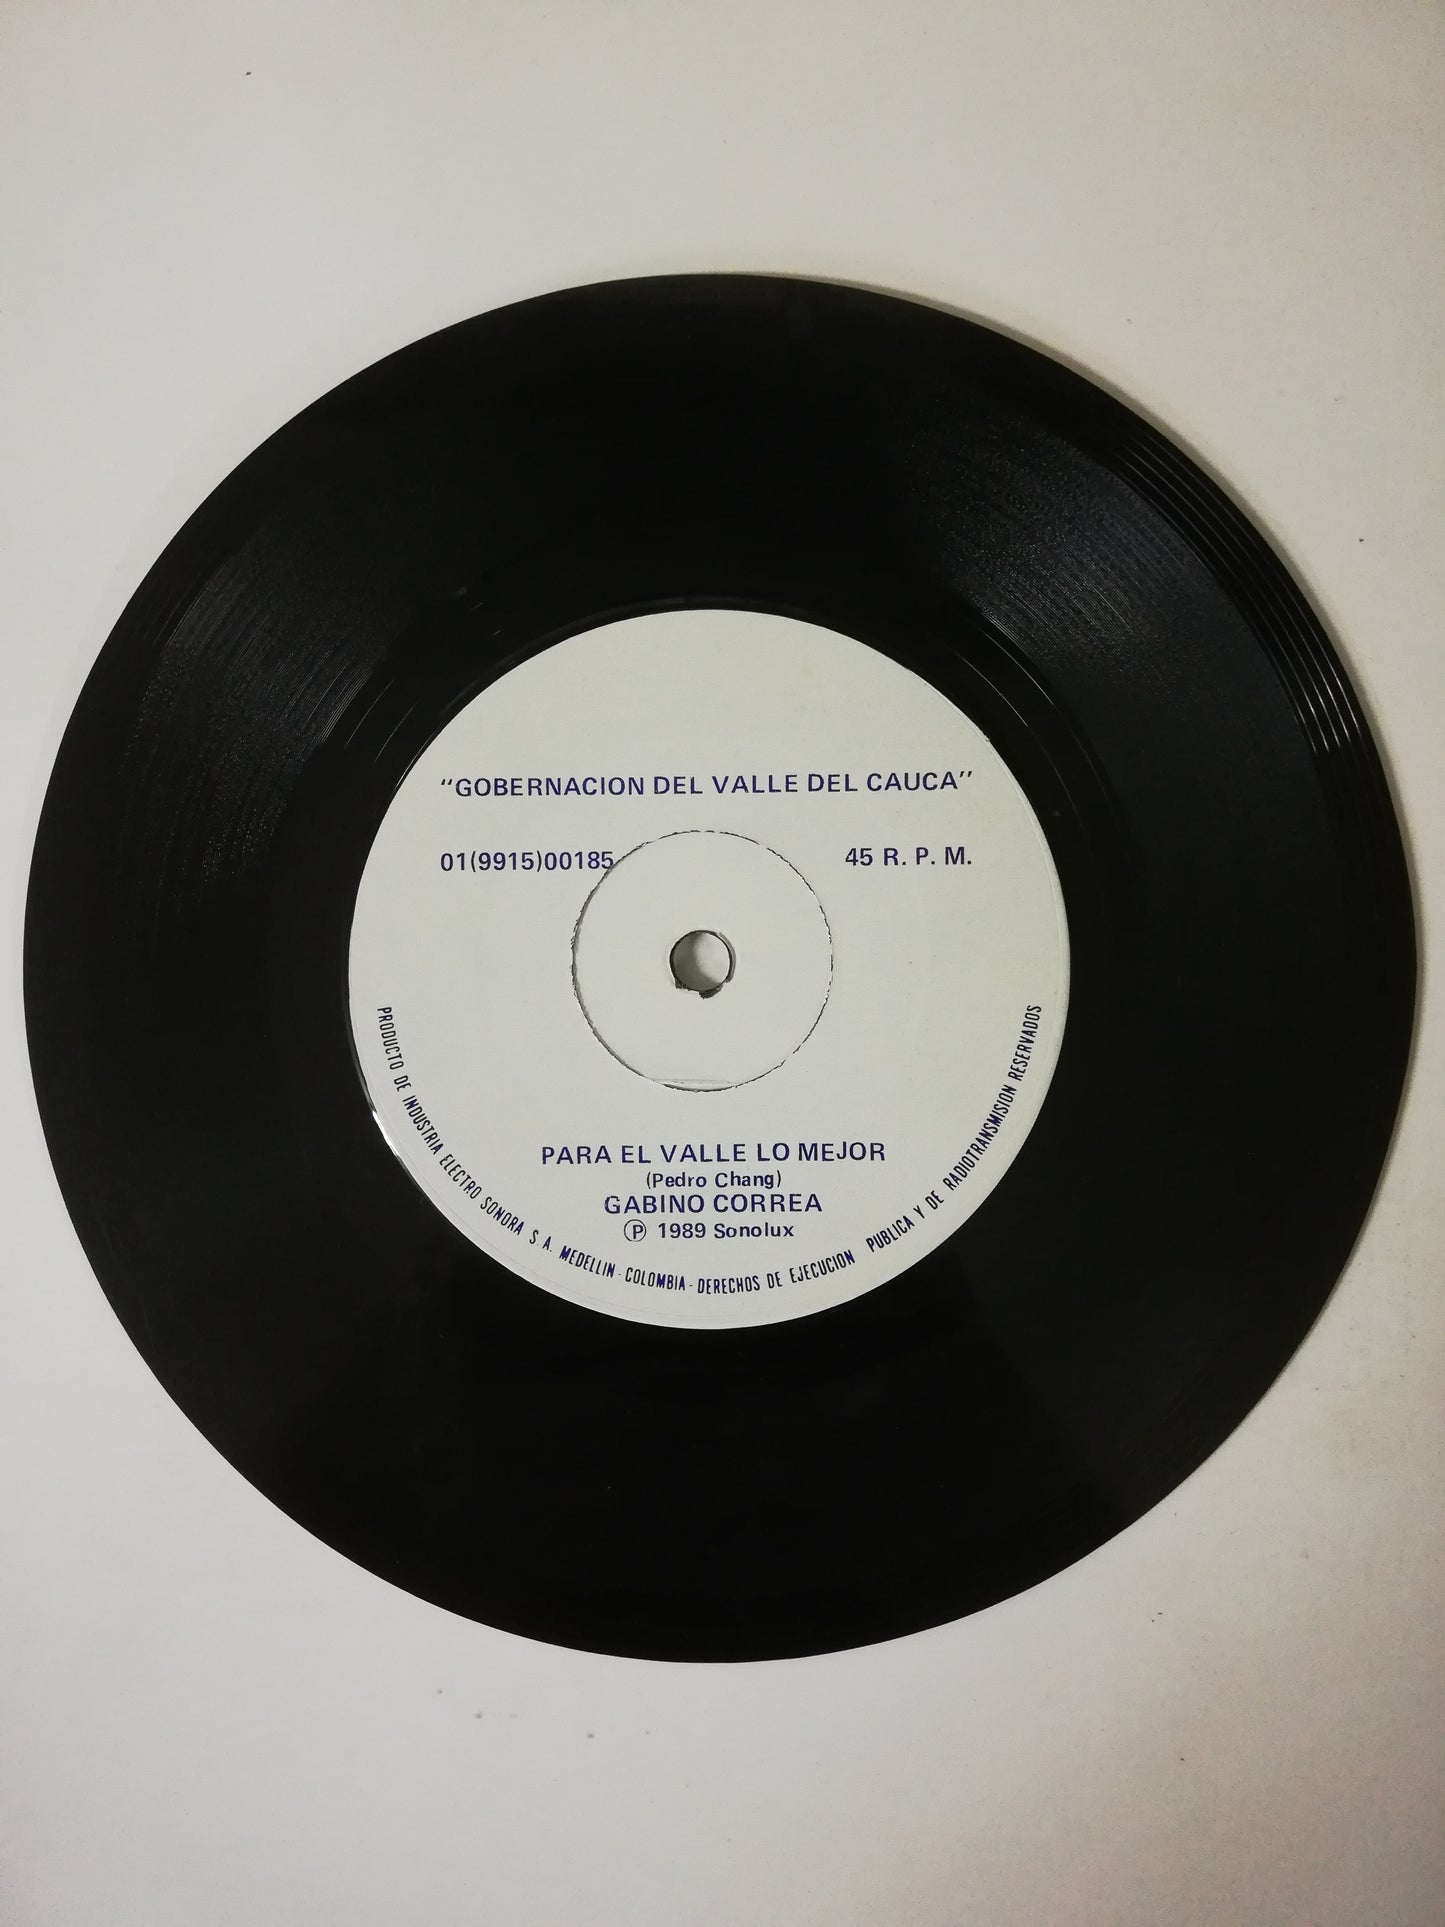 "GOBERNACION DEL VALLE DEL CAUCA"
01(9915)00185
45 R. P. M.
PARA EL VALLE LO MEJOR
(Pedro Chang)
GABINO CORREA
Ⓟ 1989 Sonolux
PRODUCTO DE INDUSTRIA ELECTRO SONORA S.A. MEDELLIN - COLOMBIA - DERECHOS DE EJECUCION PUBLICA Y DE RADIOTRANSMISION RESERVADOS